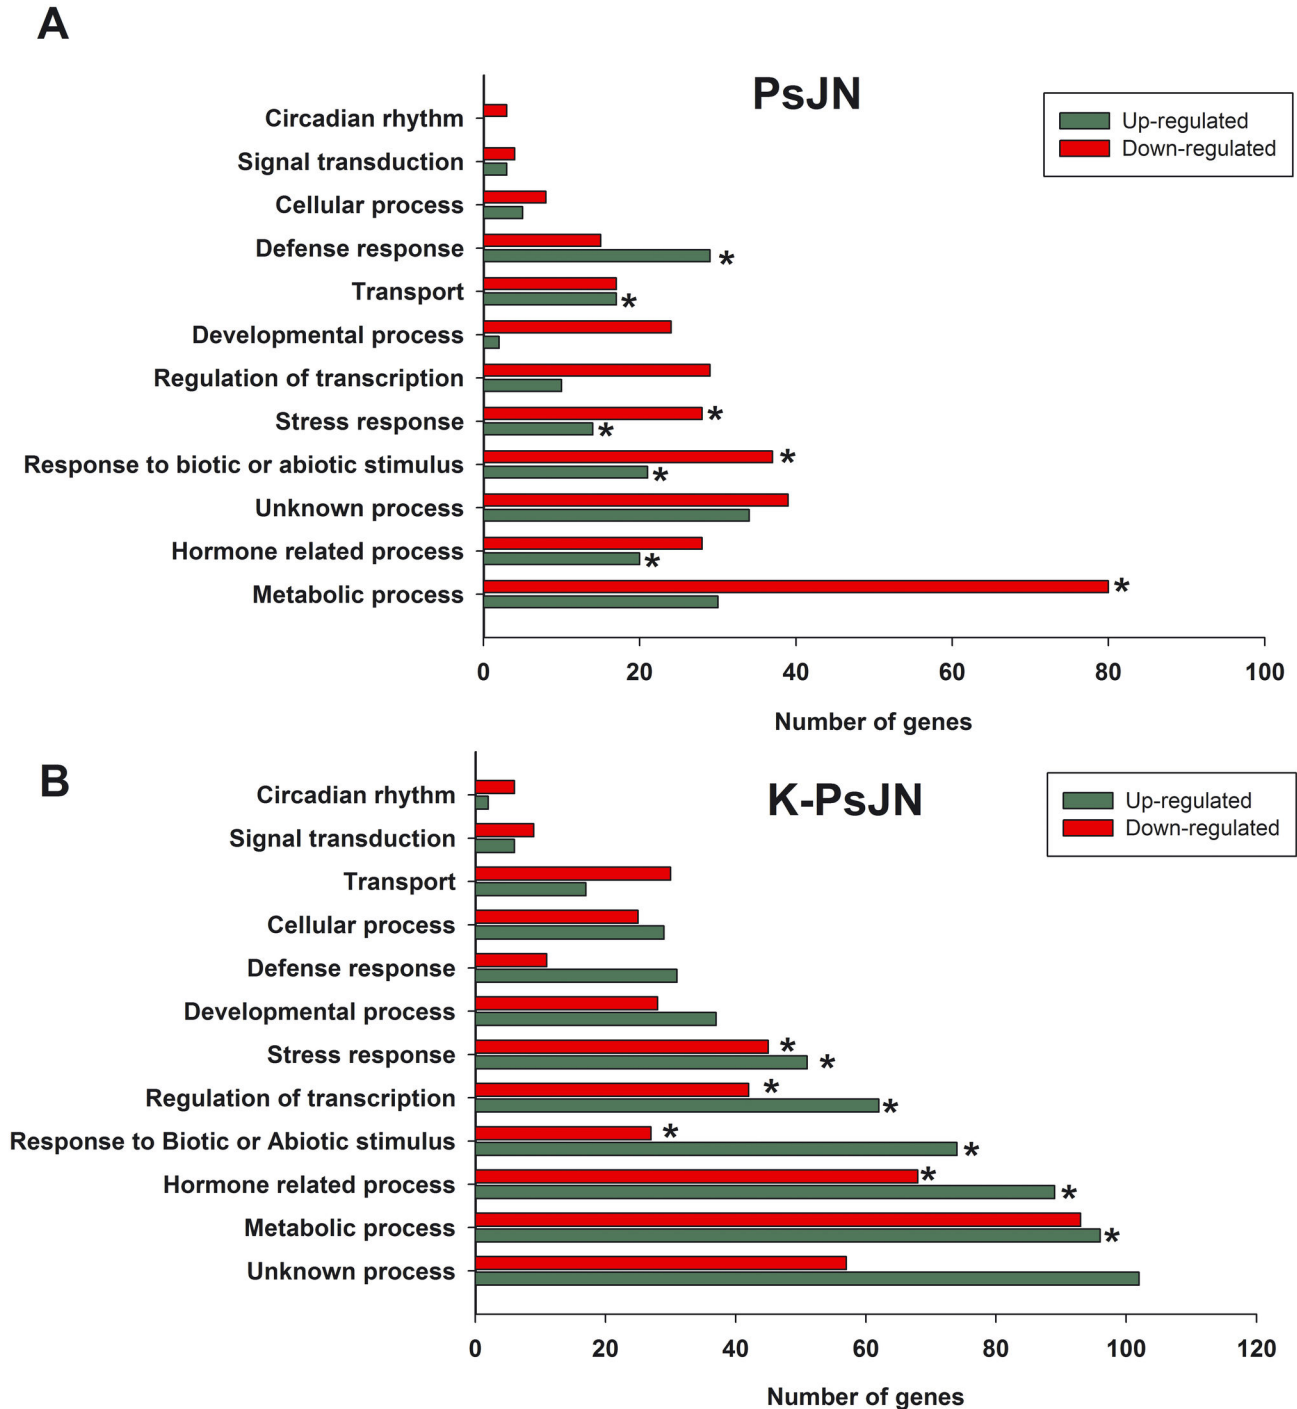 A
PsJN
Up-regulated
Down-regulated
Circadian rhythm
Signal transduction
Cellular process
Defense response
*
Transport
*
Developmental process
Regulation of transcription
Stress response
*
*
Response to biotic or abiotic stimulus
*
*
Unknown process
Hormone related process
*
Metabolic process
*
0 20 40 60 80 100
Number of genes
B
K-PsJN
Up-regulated
Down-regulated
Circadian rhythm
Signal transduction
Transport
Cellular process
Defense response
Developmental process
Stress response
*
*
Regulation of transcription
*
*
Response to Biotic or Abiotic stimulus
*
*
Hormone related process
*
*
Metabolic process
*
Unknown process
0 20 40 60 80 100 120
Number of genes